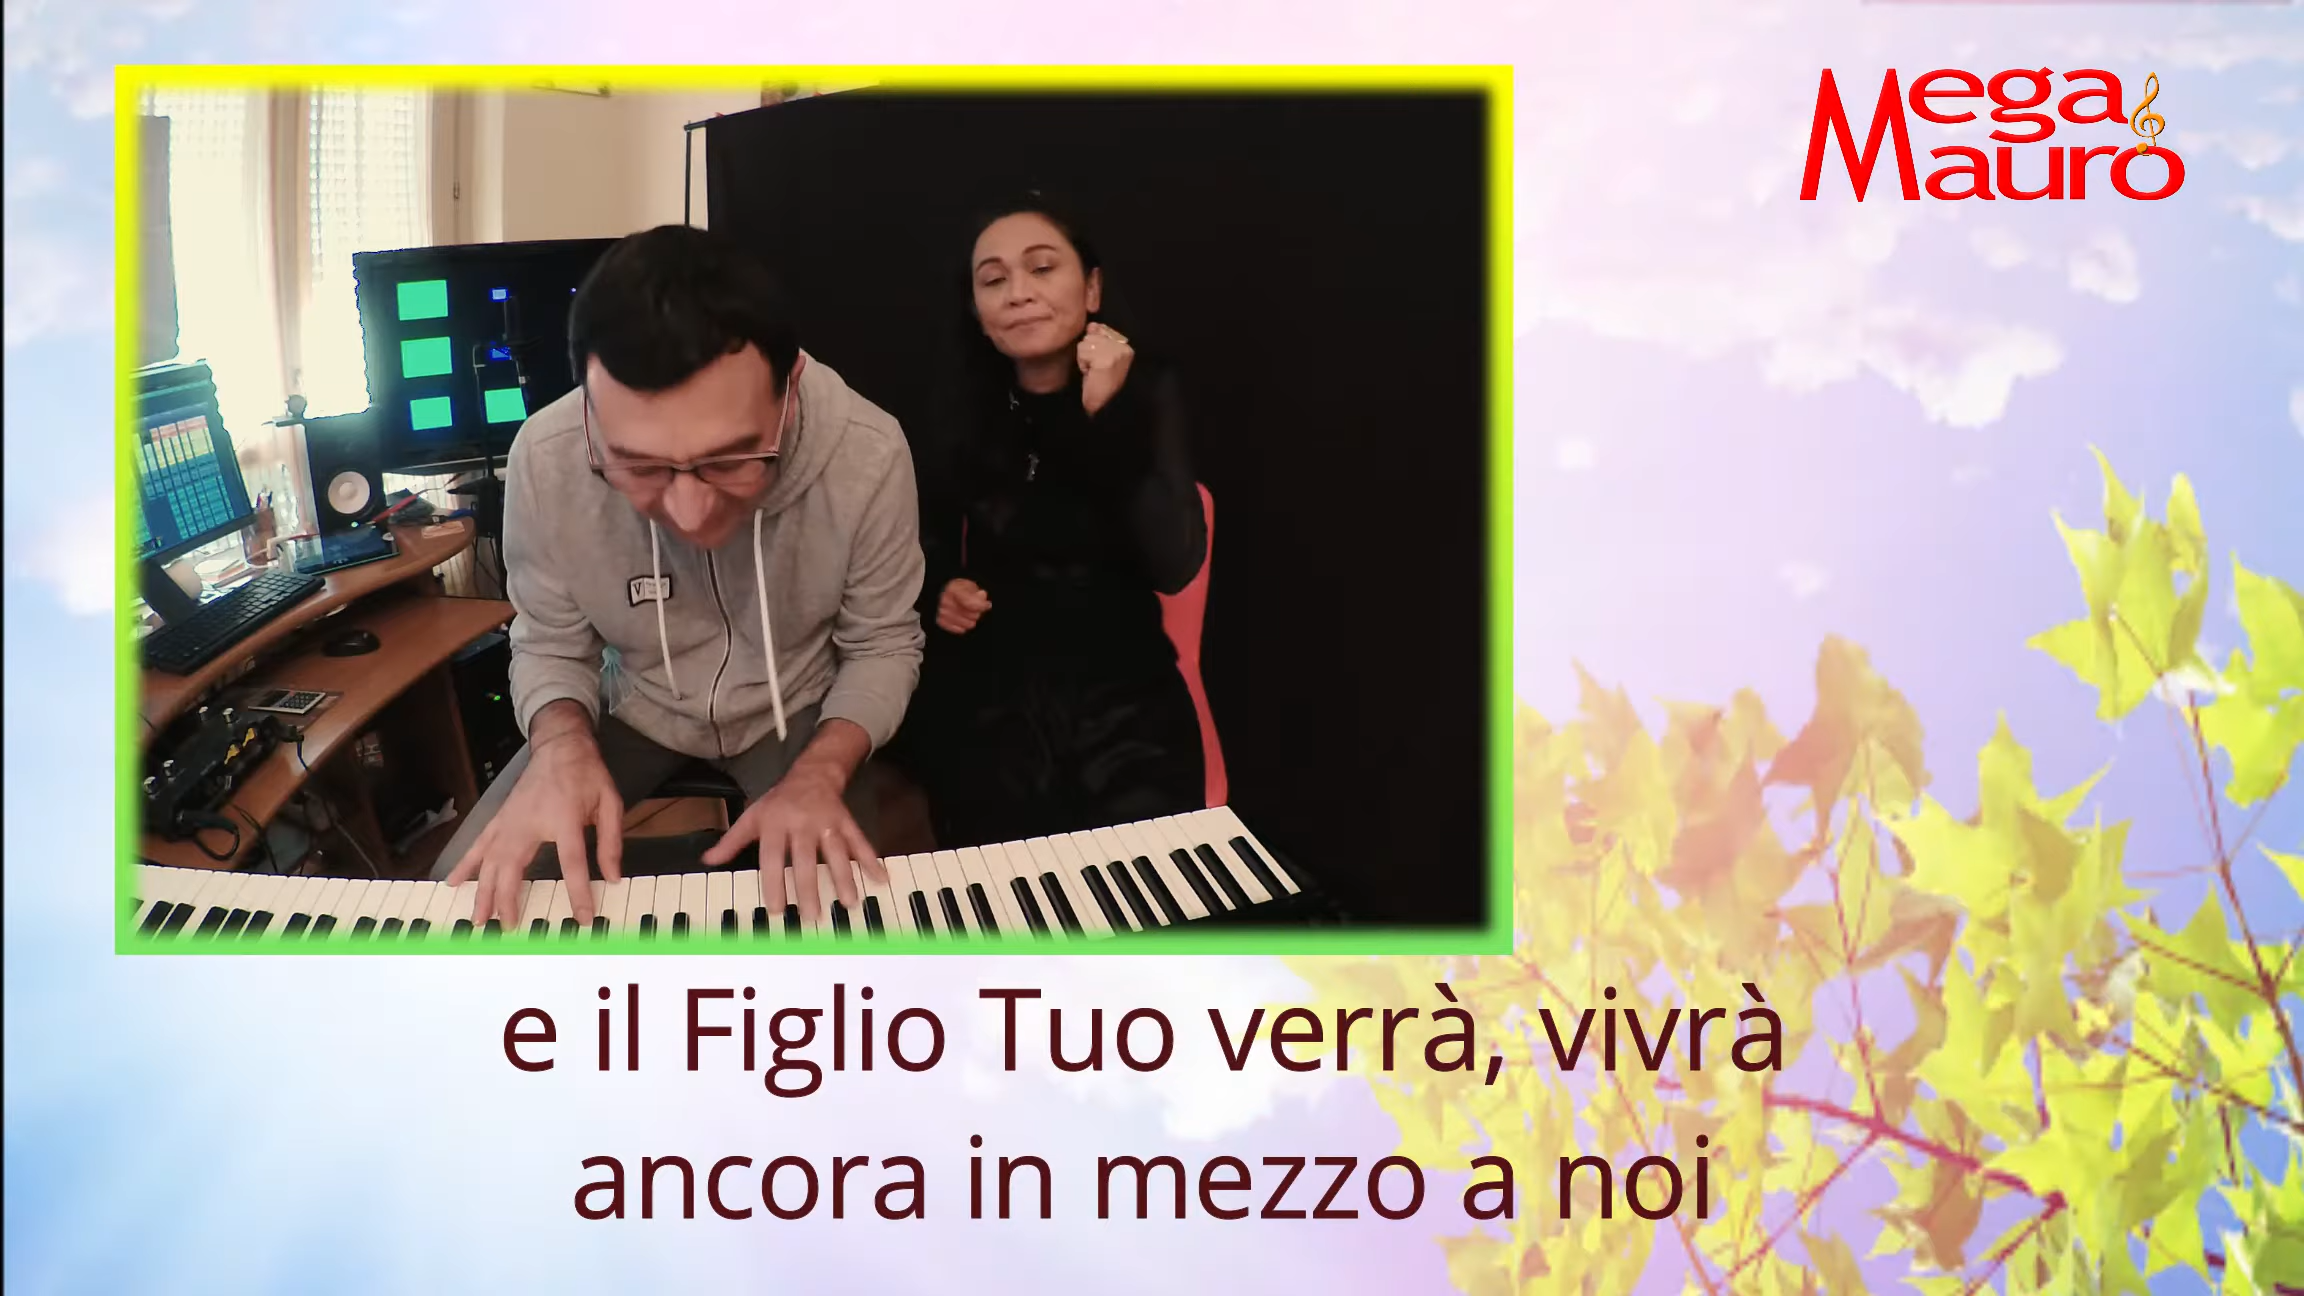 Mega
Mauro
e il Figlio Tuo verrà, vivrà
ancora in mezzo a noi